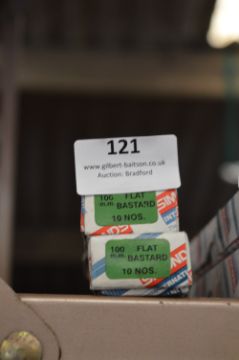 121
www.gilbert-baitson.co.uk
Auction: Bradford
100 FLAT
m.m. BASTARD
10 NOS.
100 FLAT
m.m. BASTARD
10 NOS.